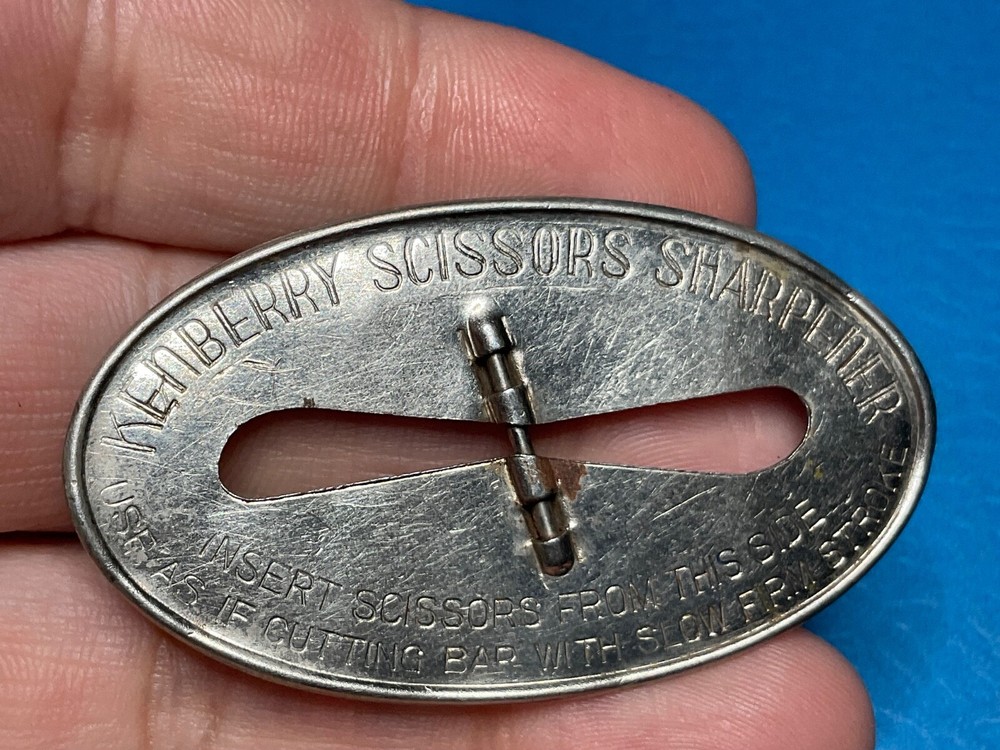 KENBERRY SCISSORS SHARPENER
INSERT SCISSORS FROM THIS SIDE
USE AS IF CUTTING BAR WITH SLOW FIRM STROKE